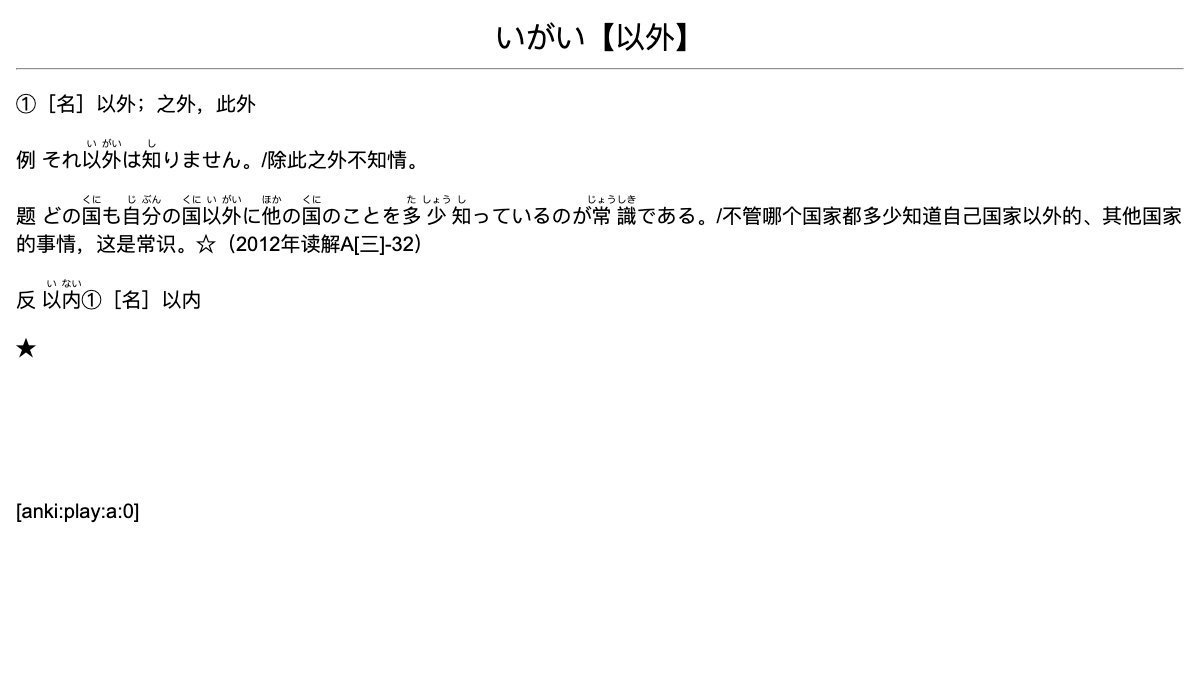 いがい【以外】
①［名］以外；之外，此外
い がい し
例 それ以外は知りません。/除此之外不知情。
くに じ ぶん くに い がい ほか くに た しょう し じょうしき
题 どの国も自分の国以外に他の国のことを多少知っているのが常識である。/不管哪个国家都多少知道自己国家以外的、其他国家
的事情，这是常识。☆（2012年读解A[三]-32）
い ない
反 以内①［名］以内
★
[anki:play:a:0]